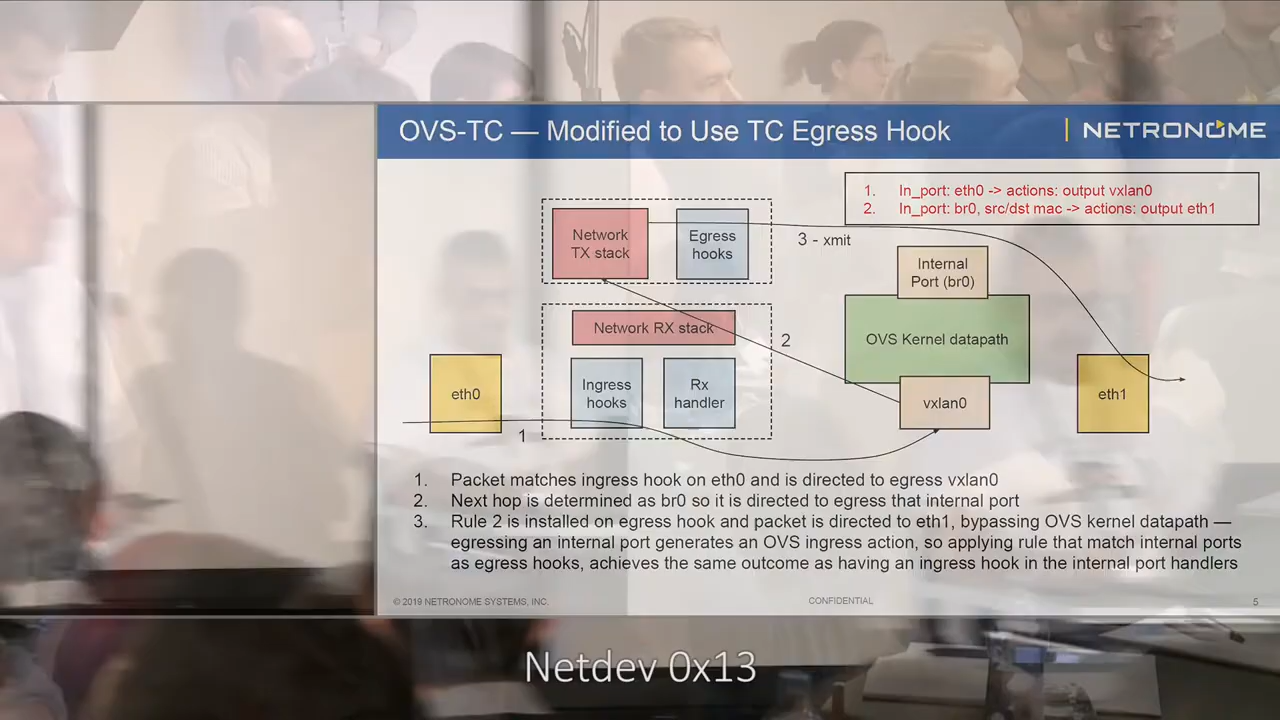 OVS-TC — Modified to Use TC Egress Hook
NETRONOME
1. In_port: eth0 -> actions: output vxlan0
2. In_port: br0, src/dst mac -> actions: output eth1
Network
TX stack
Egress
hooks
3 - xmit
Internal
Port (br0)
Network RX stack
2
OVS Kernel datapath
eth0
Ingress
hooks
Rx
handler
vxlan0
eth1
1
1. Packet matches ingress hook on eth0 and is directed to egress vxlan0
2. Next hop is determined as br0 so it is directed to egress that internal port
3. Rule 2 is installed on egress hook and packet is directed to eth1, bypassing OVS kernel datapath —
egressing an internal port generates an OVS ingress action, so applying rule that match internal ports
as egress hooks, achieves the same outcome as having an ingress hook in the internal port handlers
© 2019 NETRONOME SYSTEMS, INC.
CONFIDENTIAL
5
Netdev 0x13